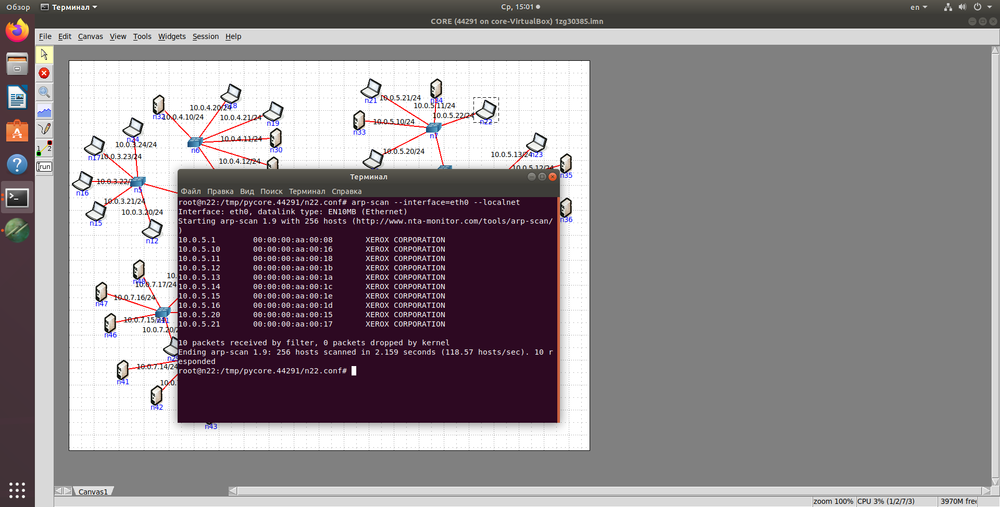 Обзор
Терминал
Ср, 15:01
en
CORE (44291 on core-VirtualBox) 1zg30385.imn
File Edit Canvas View Tools Widgets Session Help
n32
10.0.4.10/24
10.0.4.20/24
n18
10.0.4.21/24
n19
10.0.4.11/24
n30
10.0.4.12/24
n6
n24
10.0.3.24/24
n17
10.0.3.23/24
n16
10.0.3.22/
n5
10.0.3.21/24
n15
10.0.3.20/24
n12
n21
10.0.5.21/24
n34
10.0.5.11/24
10.0.5.22/24
n22
n33
10.0.5.10/24
n7
10.0.5.20/24
10.0.5.13/24
n23
10.0.5.12/24
n35
n36
1 2
run
Терминал
Файл Правка Вид Поиск Терминал Справка
root@n22:/tmp/pycore.44291/n22.conf# arp-scan --interface=eth0 --localnet
Interface: eth0, datalink type: EN10MB (Ethernet)
Starting arp-scan 1.9 with 256 hosts (http://www.nta-monitor.com/tools/arp-scan/
)
10.0.5.1 00:00:00:aa:00:08 XEROX CORPORATION
10.0.5.10 00:00:00:aa:00:16 XEROX CORPORATION
10.0.5.11 00:00:00:aa:00:18 XEROX CORPORATION
10.0.5.12 00:00:00:aa:00:1b XEROX CORPORATION
10.0.5.13 00:00:00:aa:00:1a XEROX CORPORATION
10.0.5.14 00:00:00:aa:00:1c XEROX CORPORATION
10.0.5.15 00:00:00:aa:00:1e XEROX CORPORATION
10.0.5.16 00:00:00:aa:00:1d XEROX CORPORATION
10.0.5.20 00:00:00:aa:00:15 XEROX CORPORATION
10.0.5.21 00:00:00:aa:00:17 XEROX CORPORATION
10 packets received by filter, 0 packets dropped by kernel
Ending arp-scan 1.9: 256 hosts scanned in 2.159 seconds (118.57 hosts/sec). 10 r
esponded
root@n22:/tmp/pycore.44291/n22.conf#
n48
10.
10.0.7.17/24
n47
10.0.7.16/24
n11
n46
10.0.7.15/24
10.0.7.20/2
n29
n41
10.0.7.14/24
10.0.
n42
n43
Canvas1
zoom 100%
CPU 3% (1/2/7/3)
3970M free